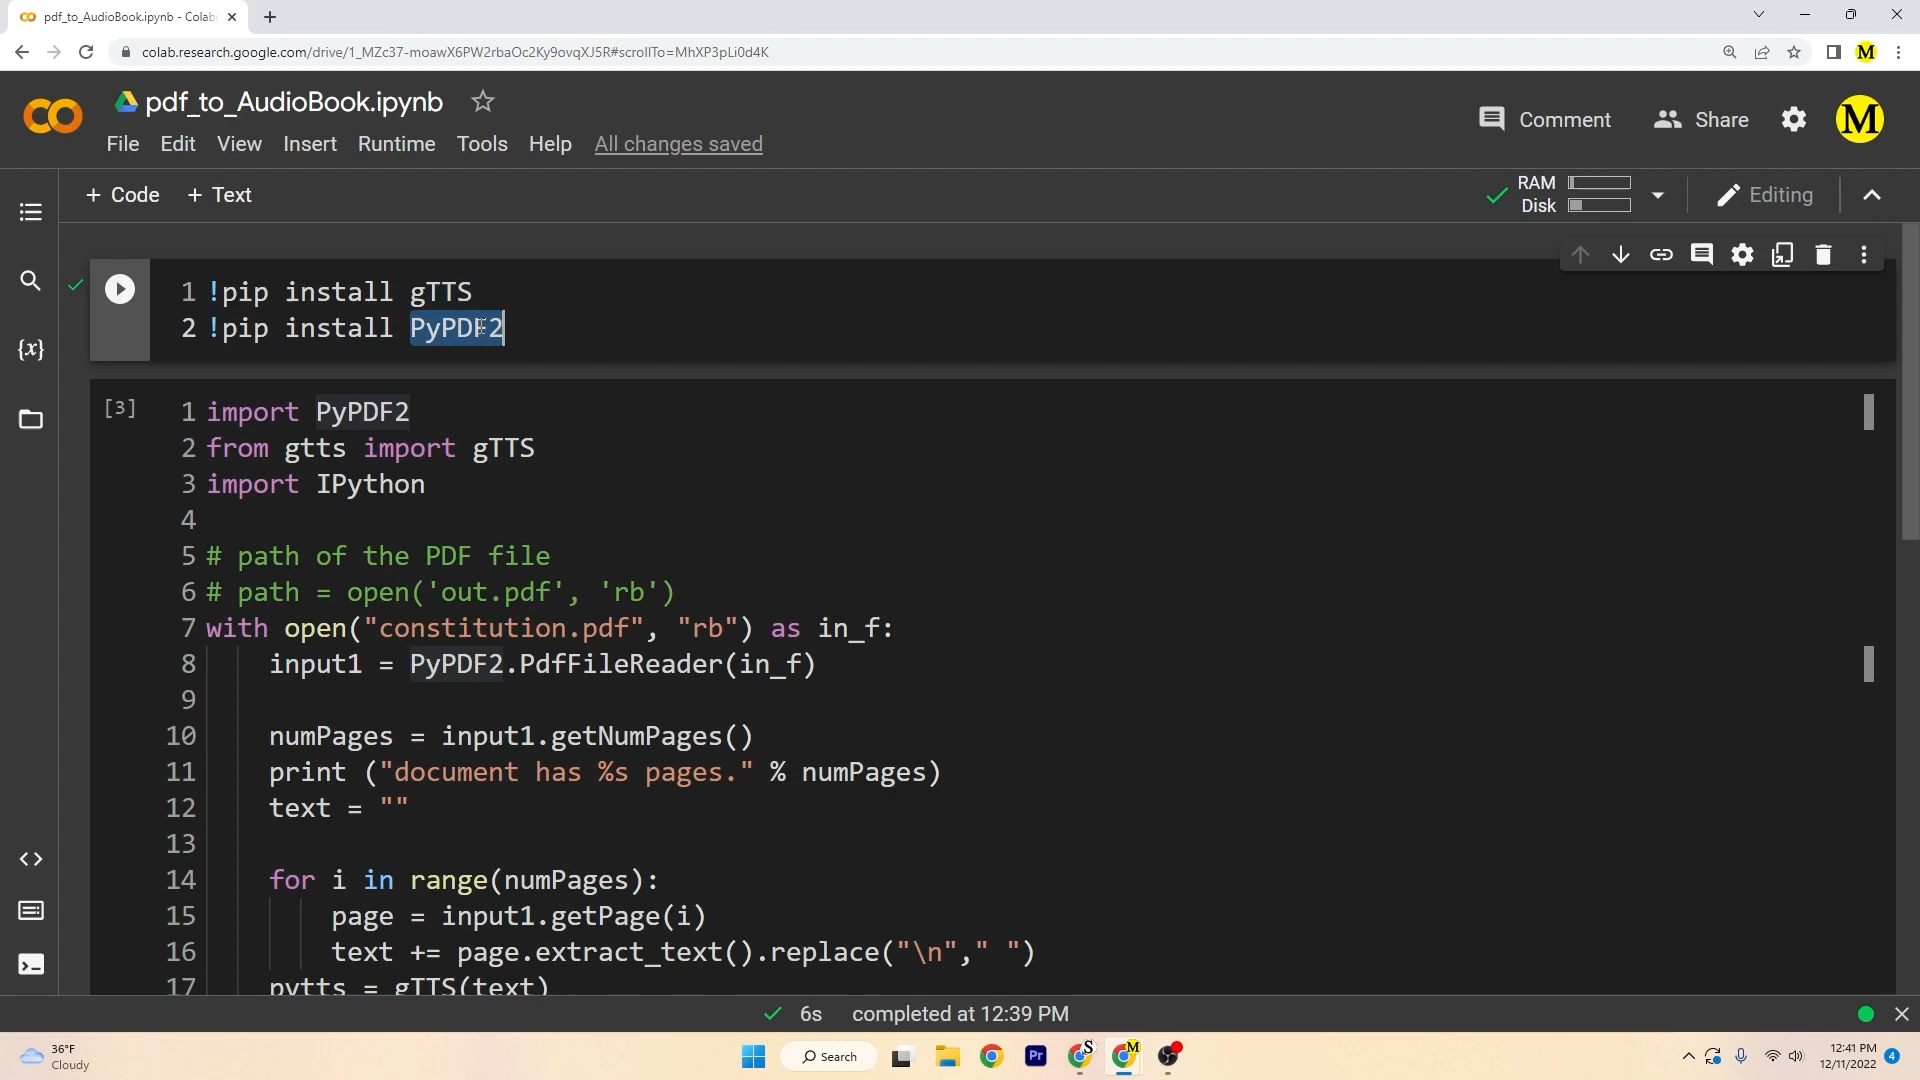 pdf_to_AudioBook.ipynb - Colab
colab.research.google.com/drive/1_MZc37-moawX6PW2rbaOc2Ky9ovqXJ5R#scrollTo=MhXP3pLi0d4K
M
pdf_to_AudioBook.ipynb
File Edit View Insert Runtime Tools Help All changes saved
Comment Share M
+ Code + Text
RAM
Disk
Editing
1 !pip install gTTS
2 !pip install PyPDF2
{x}
[3]
1 import PyPDF2
2 from gtts import gTTS
3 import IPython
4
5 # path of the PDF file
6 # path = open('out.pdf', 'rb')
7 with open("constitution.pdf", "rb") as in_f:
8 input1 = PyPDF2.PdfFileReader(in_f)
9
10 numPages = input1.getNumPages()
11 print ("document has %s pages." % numPages)
12 text = ""
13
14 for i in range(numPages):
15 page = input1.getPage(i)
16 text += page.extract_text().replace("\n"," ")
17 pytts = gTTS(text)
6s completed at 12:39 PM
36°F
Cloudy
Search
Pr
S
M
12:41 PM
12/11/2022
4